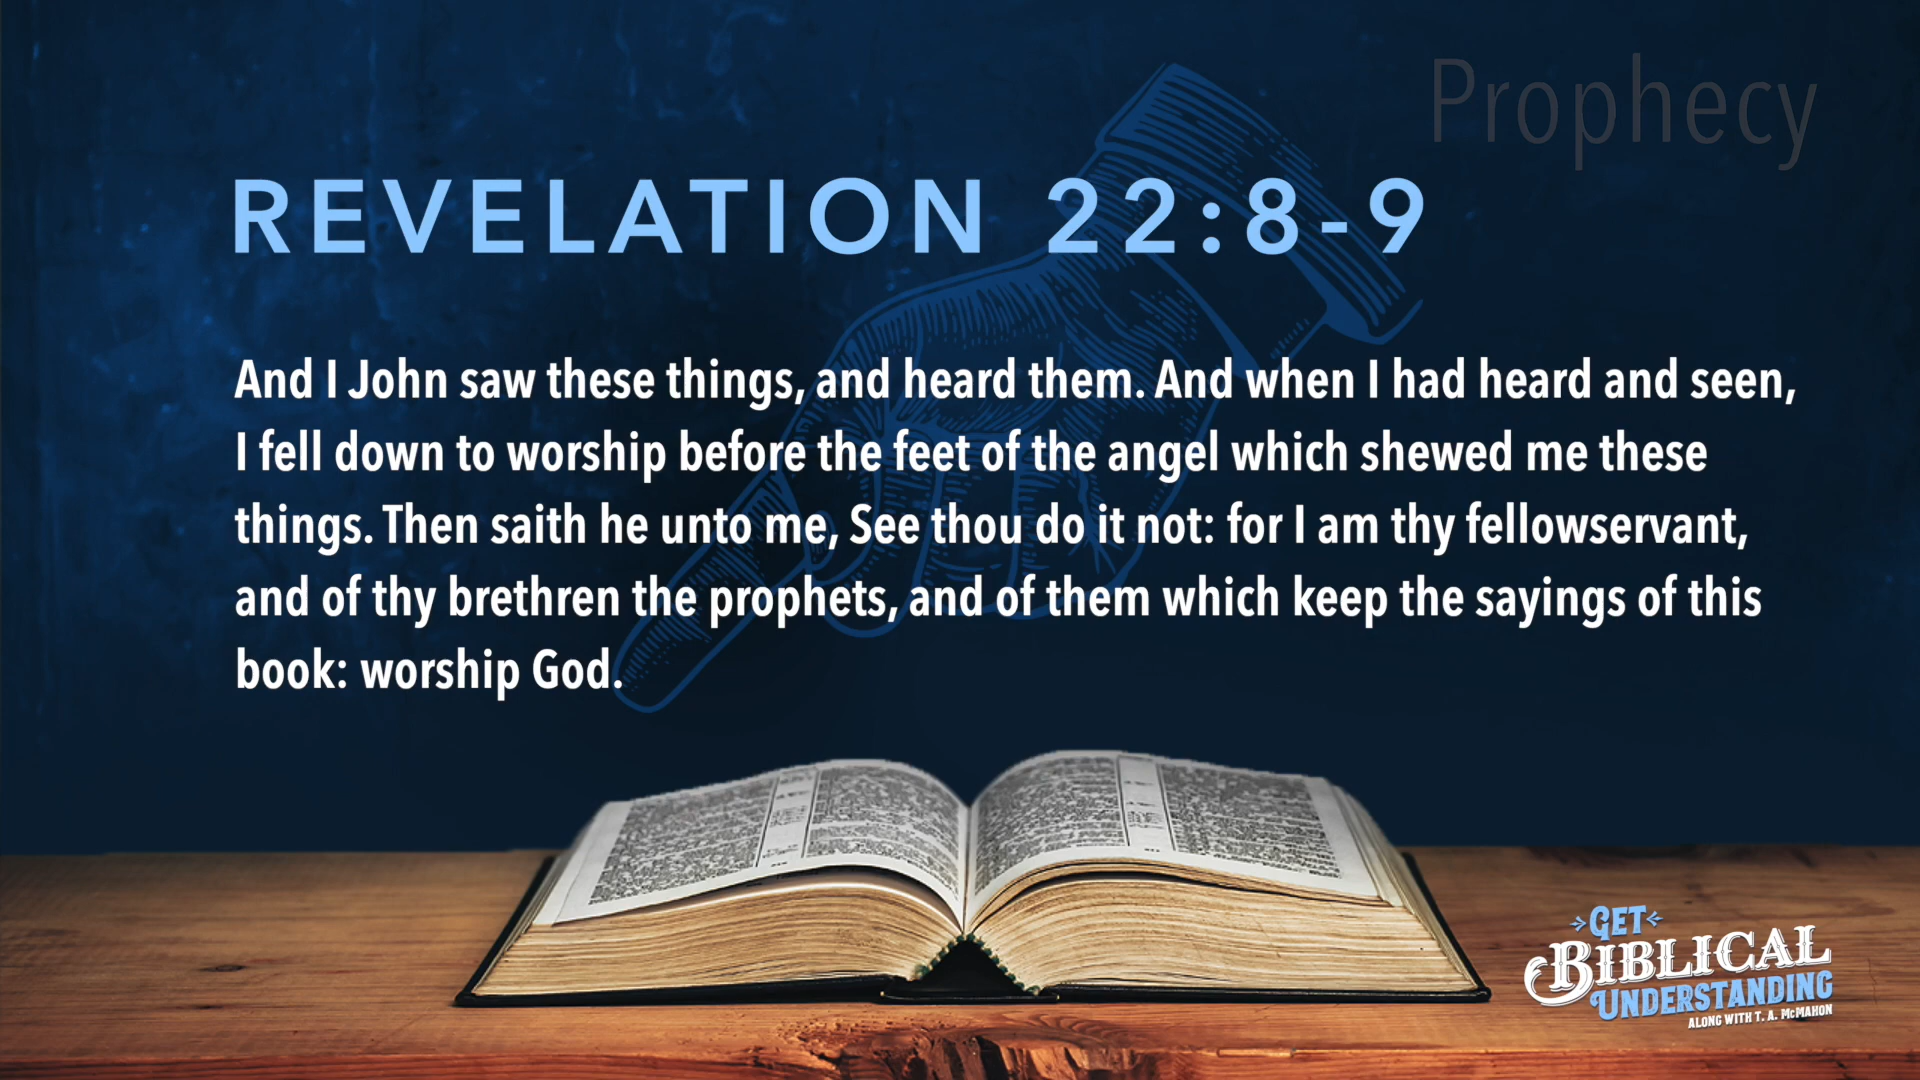 Prophecy
REVELATION 22:8-9
And I John saw these things, and heard them. And when I had heard and seen,
I fell down to worship before the feet of the angel which shewed me these
things. Then saith he unto me, See thou do it not: for I am thy fellowservant,
and of thy brethren the prophets, and of them which keep the sayings of this
book: worship God.
GET
BIBLICAL
UNDERSTANDING
ALONG WITH T. A. McMAHON